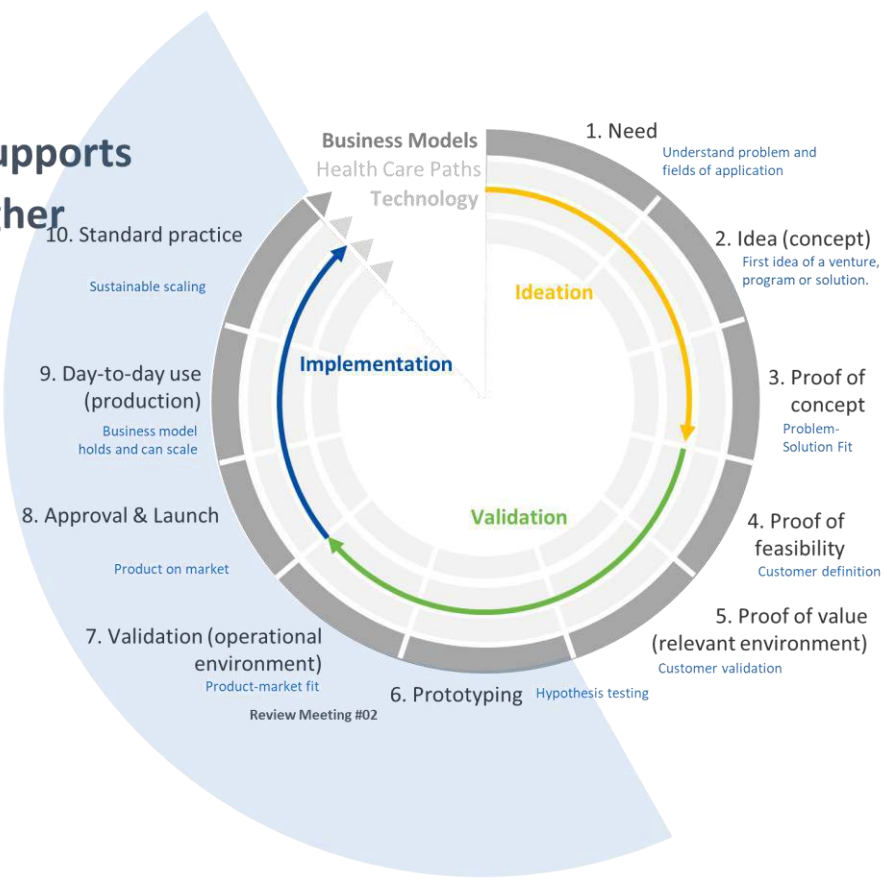 upports
gher
Business Models
Health Care Paths
Technology
1. Need
Understand problem and
fields of application
2. Idea (concept)
First idea of a venture,
program or solution.
3. Proof of
concept
Problem-
Solution Fit
4. Proof of
feasibility
Customer definition
5. Proof of value
(relevant environment)
Customer validation
6. Prototyping
Hypothesis testing
7. Validation (operational
environment)
Product-market fit
Review Meeting #02
8. Approval & Launch
Product on market
9. Day-to-day use
(production)
Business model
holds and can scale
10. Standard practice
Sustainable scaling
Ideation
Validation
Implementation